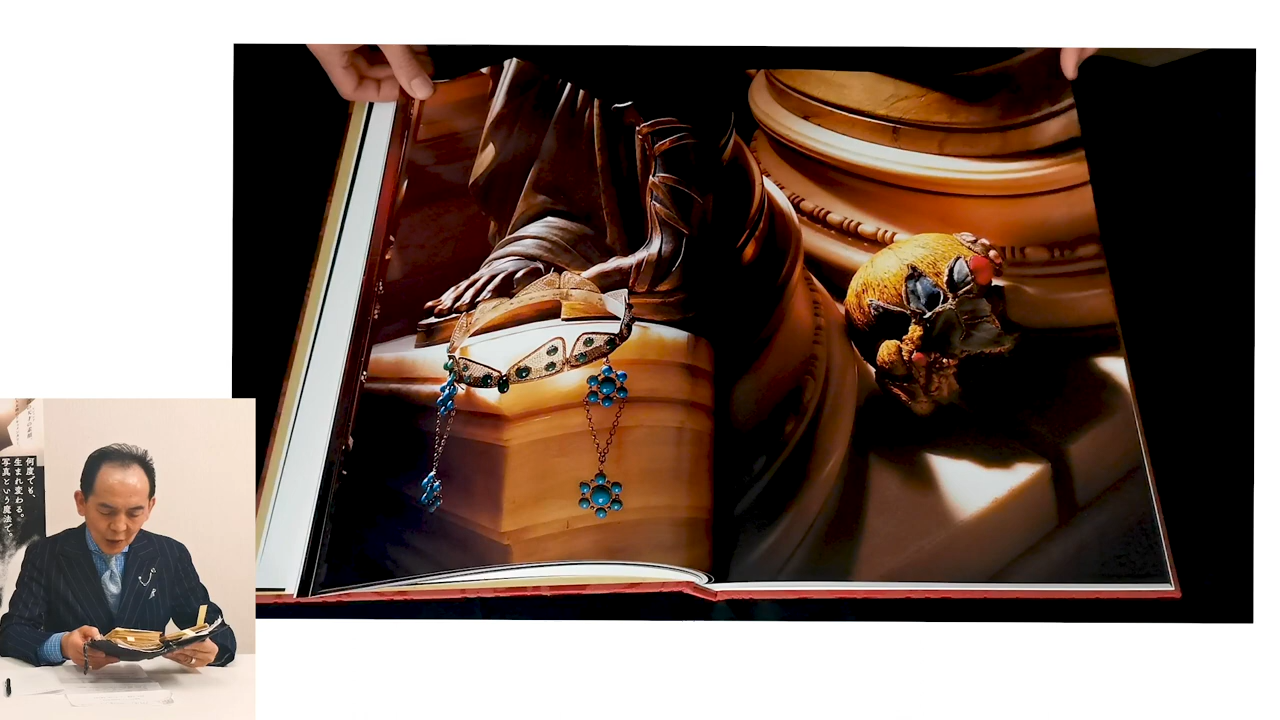 何度でも、
生まれ変わる。
写真という魔法で。